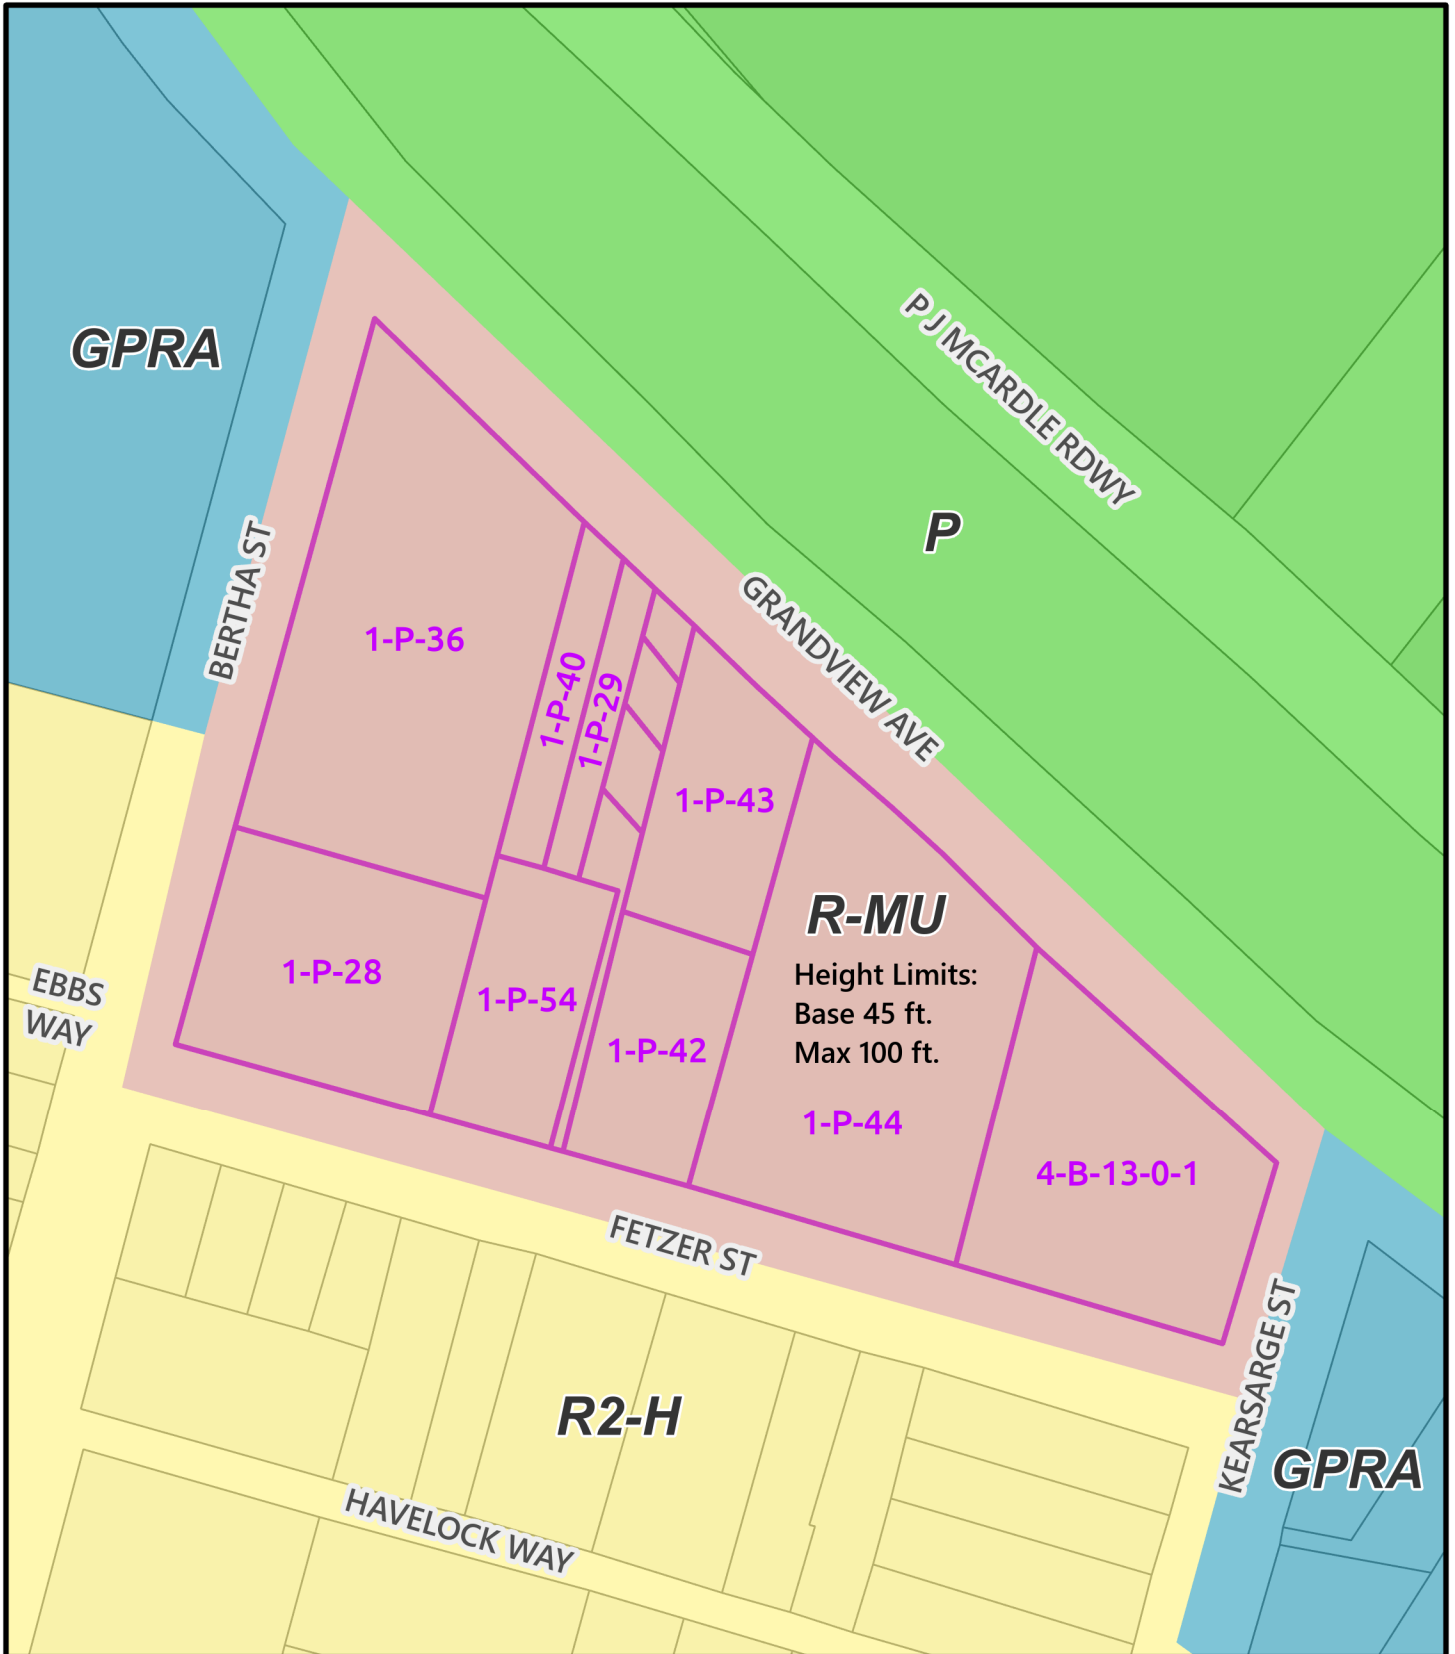 P J MCARDLE RDWY
GPRA
P
BERTHA ST
GRANDVIEW AVE
1-P-36
1-P-40
1-P-29
1-P-43
R-MU
Height Limits:
Base 45 ft.
Max 100 ft.
1-P-28
1-P-54
1-P-42
1-P-44
4-B-13-0-1
EBBS
WAY
FETZER ST
KEARSARGE ST
R2-H
GPRA
HAVELOCK WAY